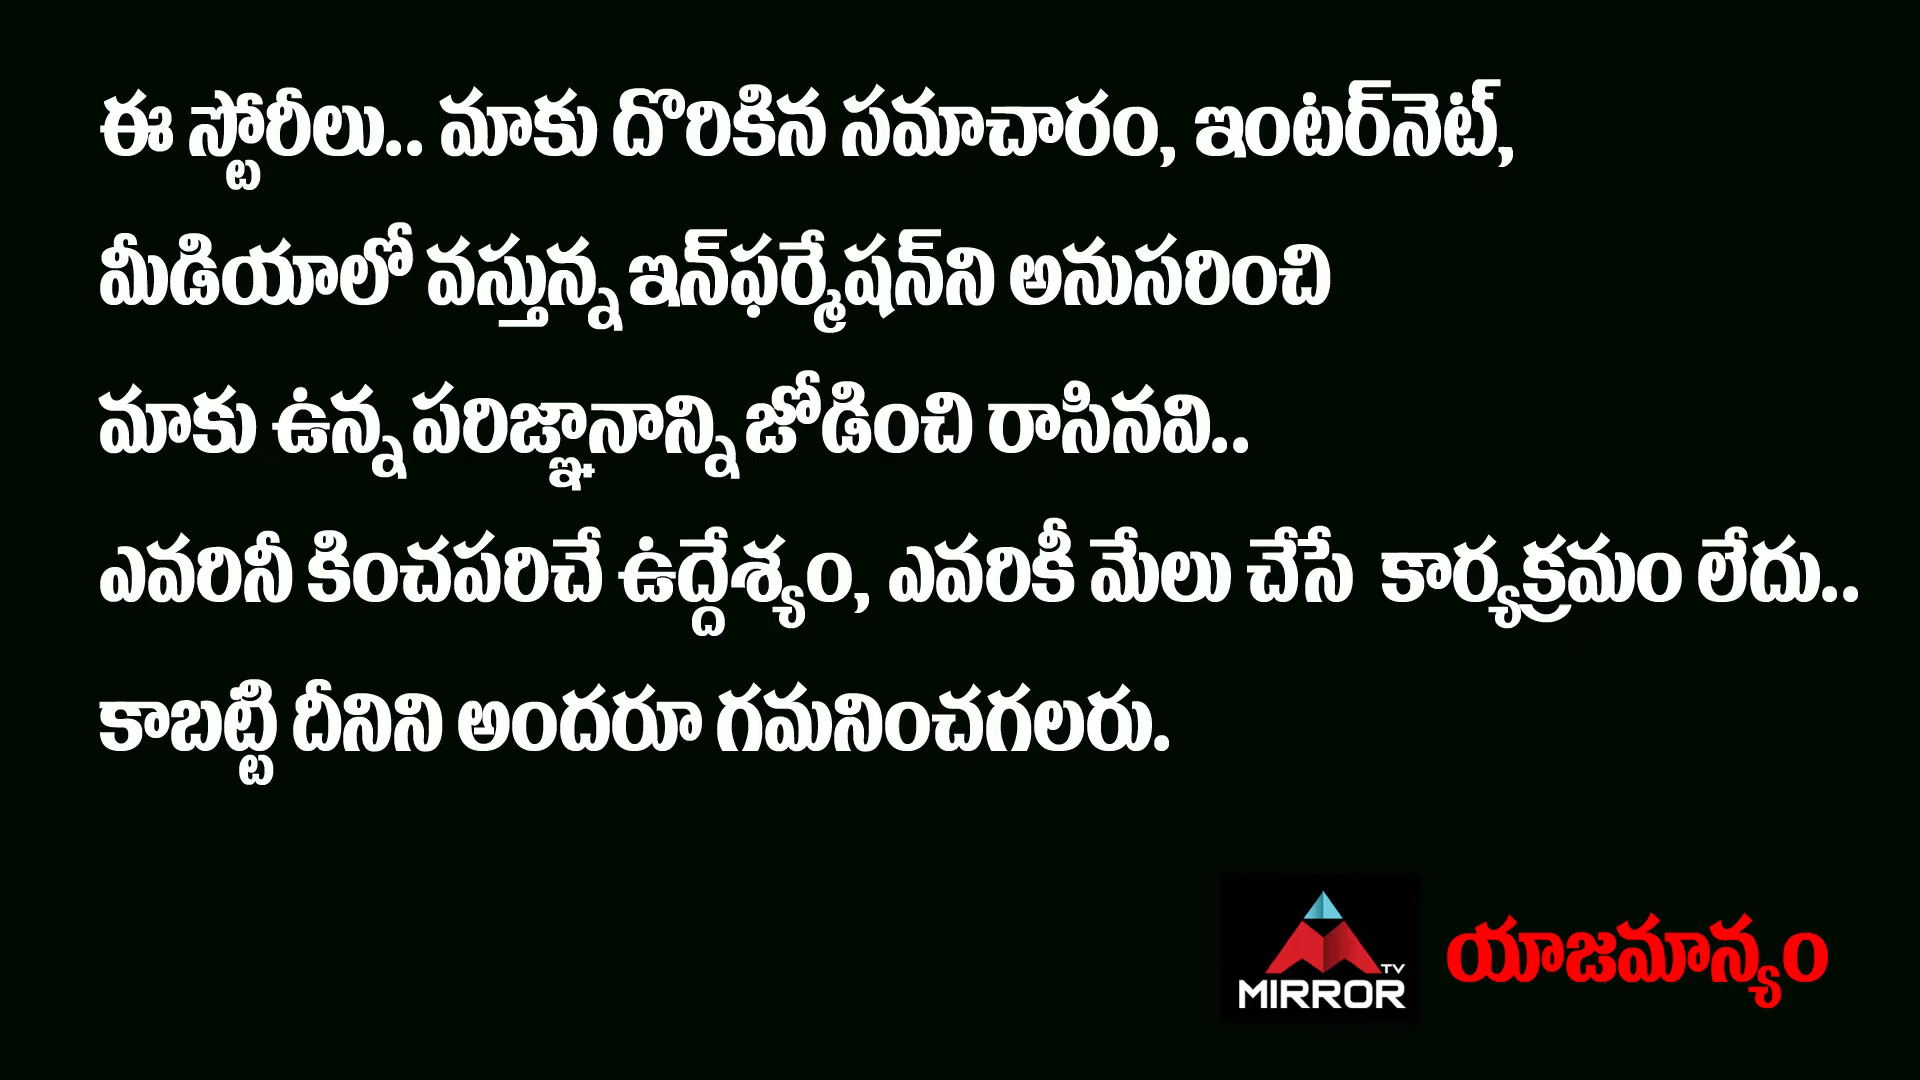 ఈ స్టోరీలు.. మాకు దొరికిన సమాచారం, ఇంటర్‌నెట్,
మీడియాలో వస్తున్న ఇన్‌ఫర్మేషన్‌ని అనుసరించి
మాకు ఉన్న పరిజ్ఞానాన్ని జోడించి రాసినవి..
ఎవరినీ కించపరిచే ఉద్దేశ్యం, ఎవరికీ మేలు చేసే కార్యక్రమం లేదు..
కాబట్టి దీనిని అందరూ గమనించగలరు.
TV
MIRROR
యాజమాన్యం